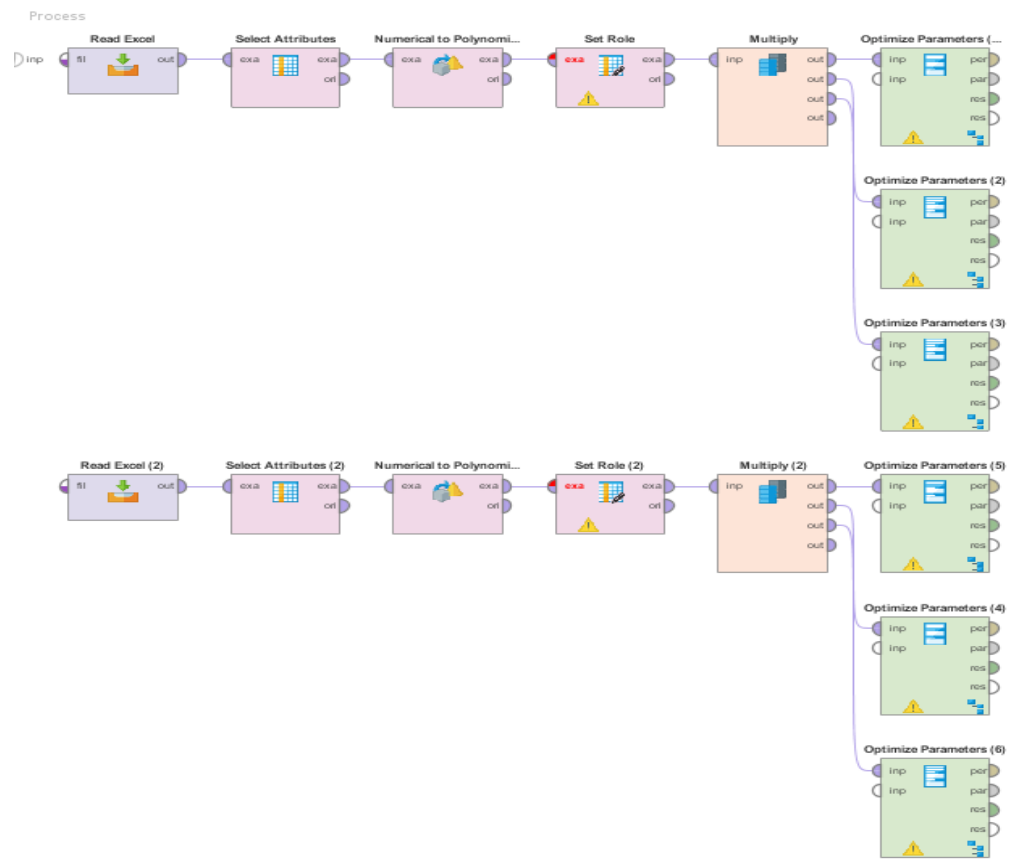 Process
Read Excel Select Attributes Numerical to Polynomi... Set Role Multiply Optimize Parameters (...
inp fil out exa exa exa exa exa exa inp out inp per
ori ori ori out inp par
out res
out res
Optimize Parameters (2)
inp per
inp par
res
res
Optimize Parameters (3)
inp per
inp par
res
res
Read Excel (2) Select Attributes (2) Numerical to Polynomi... Set Role (2) Multiply (2) Optimize Parameters (5)
fil out exa exa exa exa exa exa inp out inp per
ori ori ori out inp par
out res
out res
Optimize Parameters (4)
inp per
inp par
res
res
Optimize Parameters (6)
inp per
inp par
res
res